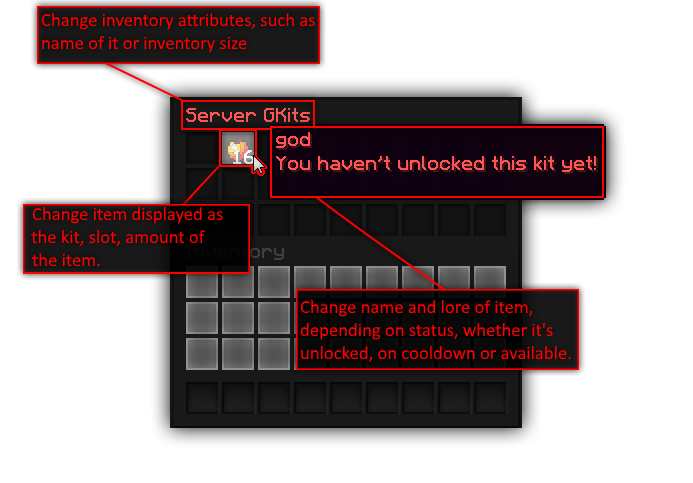 Change inventory attributes, such as
name of it or inventory size
Server GKits
god
You haven't unlocked this kit yet!
16
Change item displayed as
the kit, slot, amount of
the item.
Inventory
Change name and lore of item,
depending on status, whether it's
unlocked, on cooldown or available.